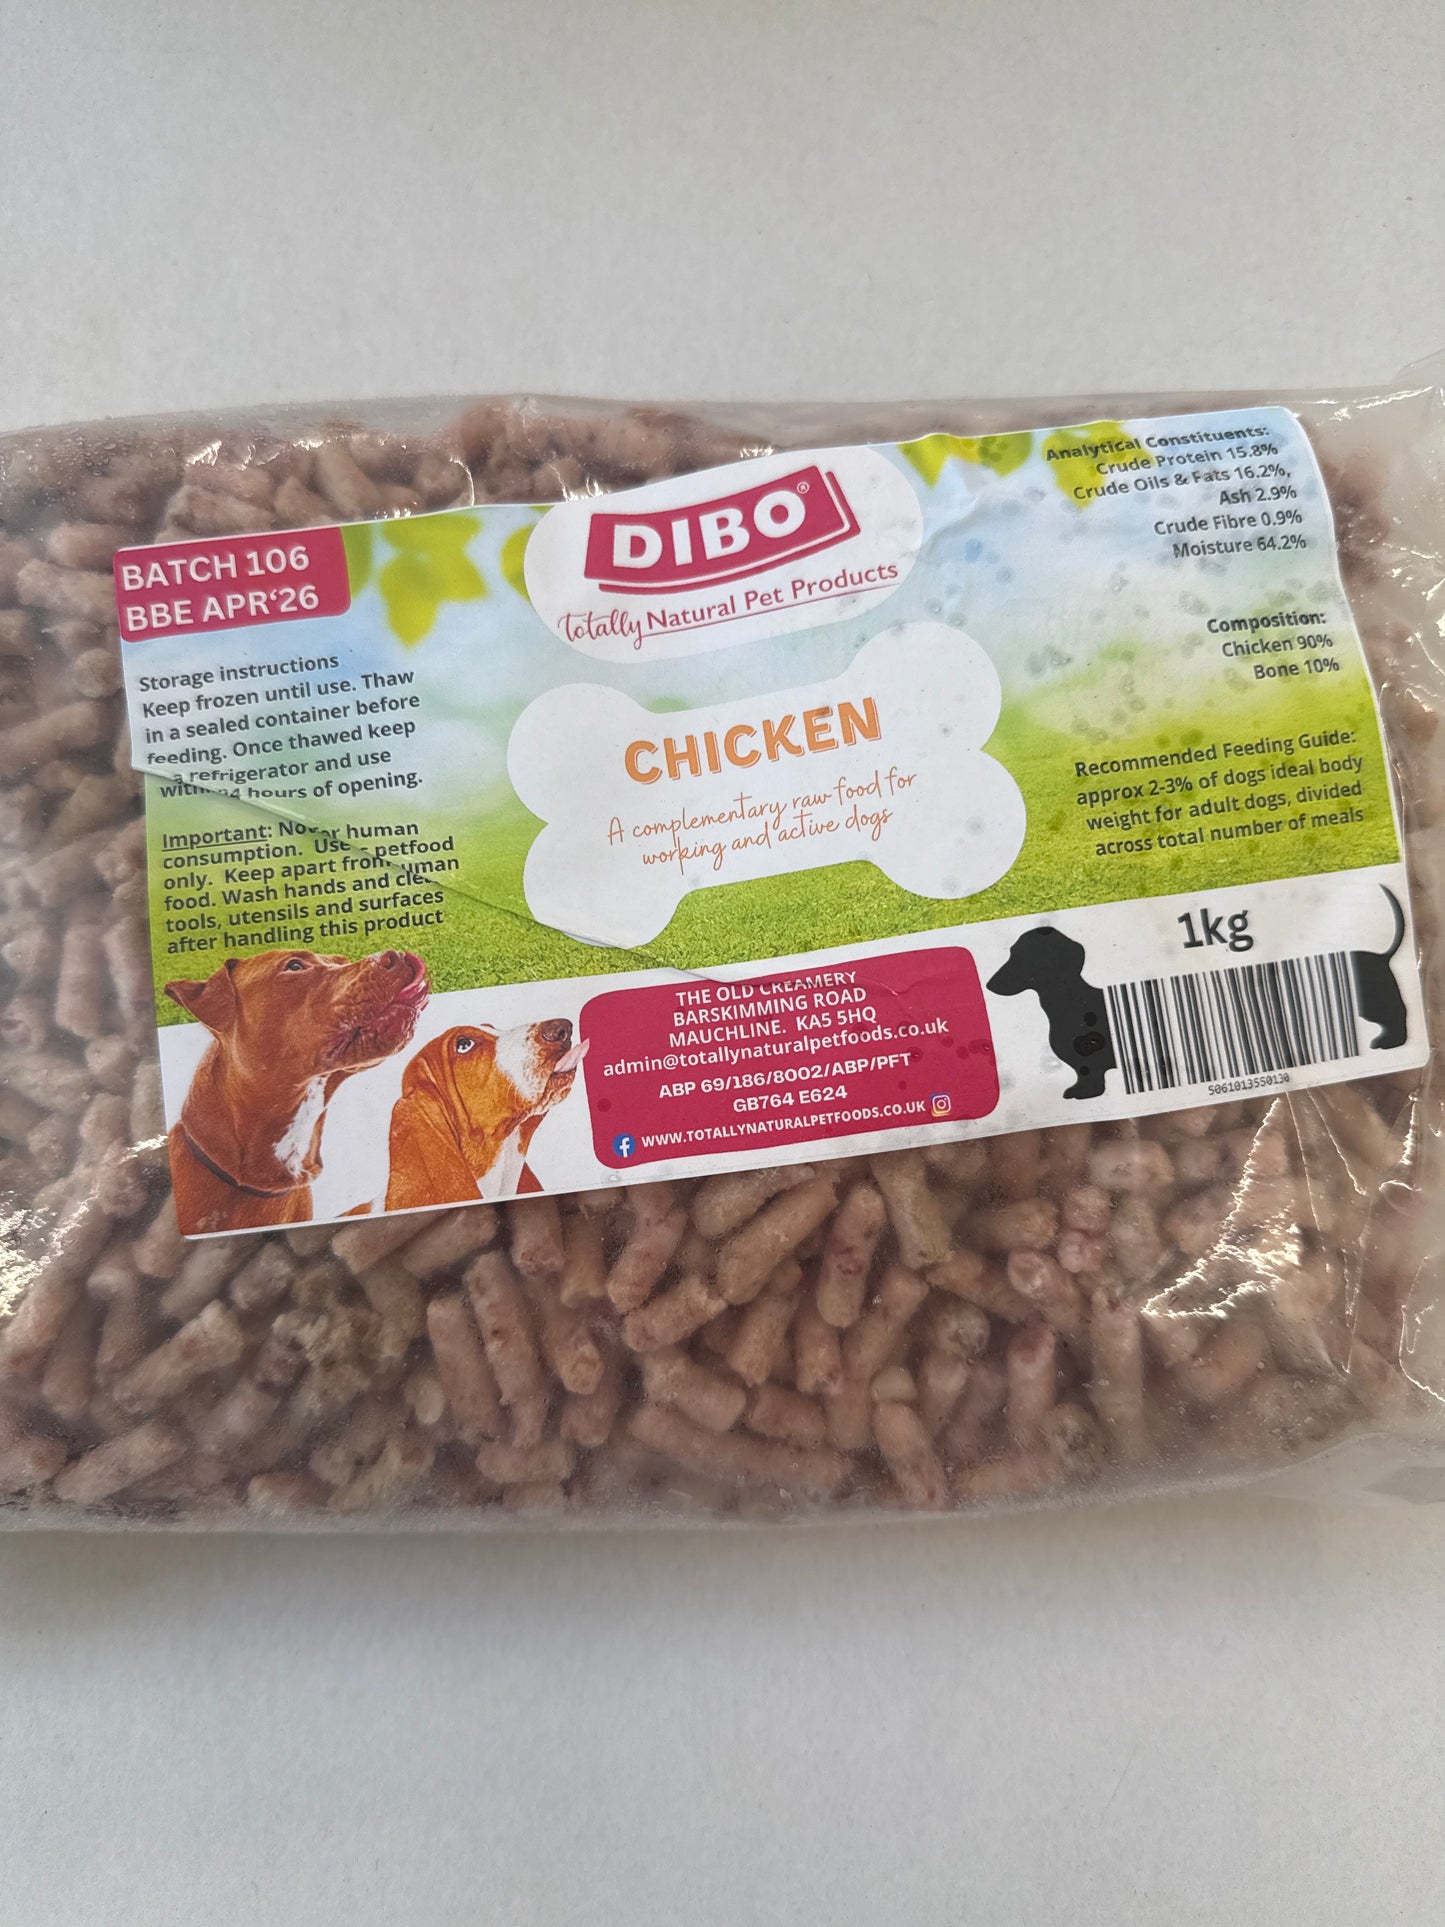 BATCH 106
BBE APR'26
DIBO®
Totally Natural Pet Products
Storage instructions
Keep frozen until use. Thaw
in a sealed container before
feeding. Once thawed keep
a refrigerator and use
hours of opening.
Important: human
consumption. petfood
only. Keep apart from
food. Wash hands and
tools, utensils and surfaces
after handling this product
CHICKEN
A complementary raw food for
working and active dogs
Analytical Constituents:
Crude Protein 15.8%
Crude Oils & Fats 16.2%,
Ash 2.9%
Crude Fibre 0.9%
Moisture 64.2%
Composition:
Chicken 90%
Bone 10%
Recommended Feeding Guide:
approx 2-3% of dogs ideal body
weight for adult dogs, divided
across total number of meals
THE OLD CREAMERY
BARSKIMMING ROAD
MAUCHLINE. KA5 5HQ
admin@totallynaturalpetfoods.co.uk
ABP 69/186/8002/ABP/PFT
GB764 E624
WWW.TOTALLYNATURALPETFOODS.CO.UK
1kg
5061013550130